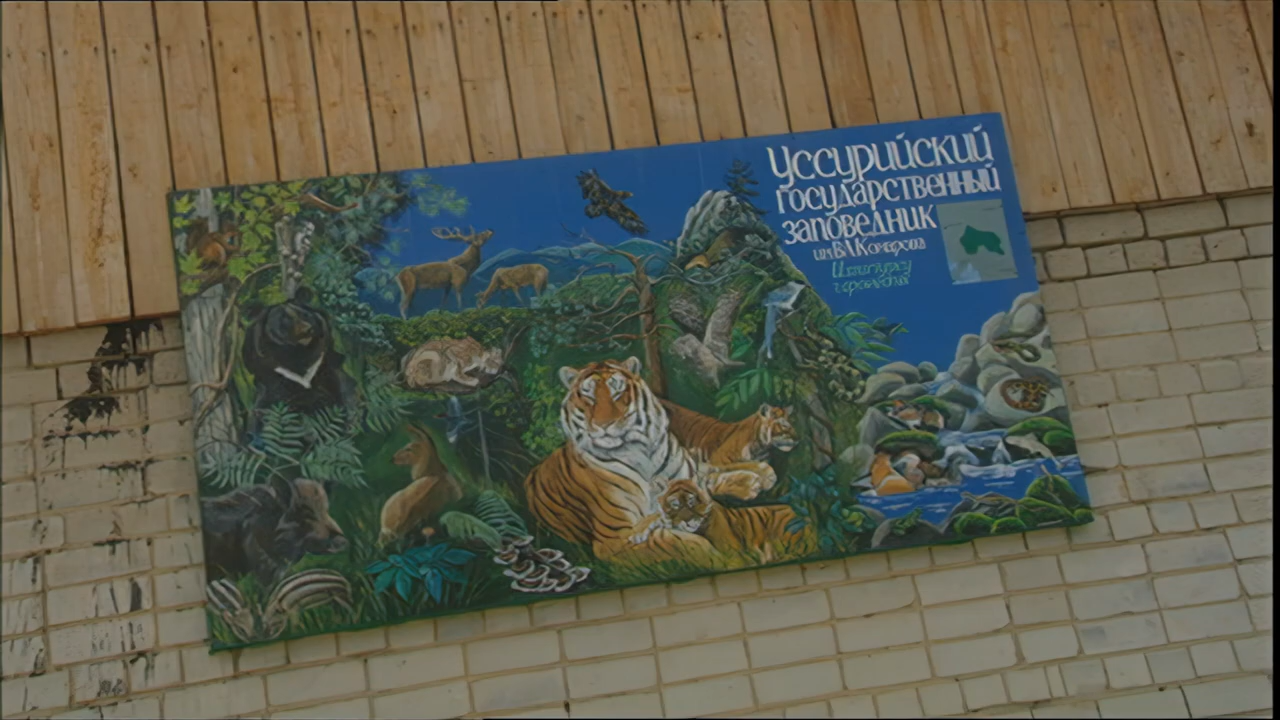 Уссурийский
государственный
заповедник
им. В.Л. Комарова